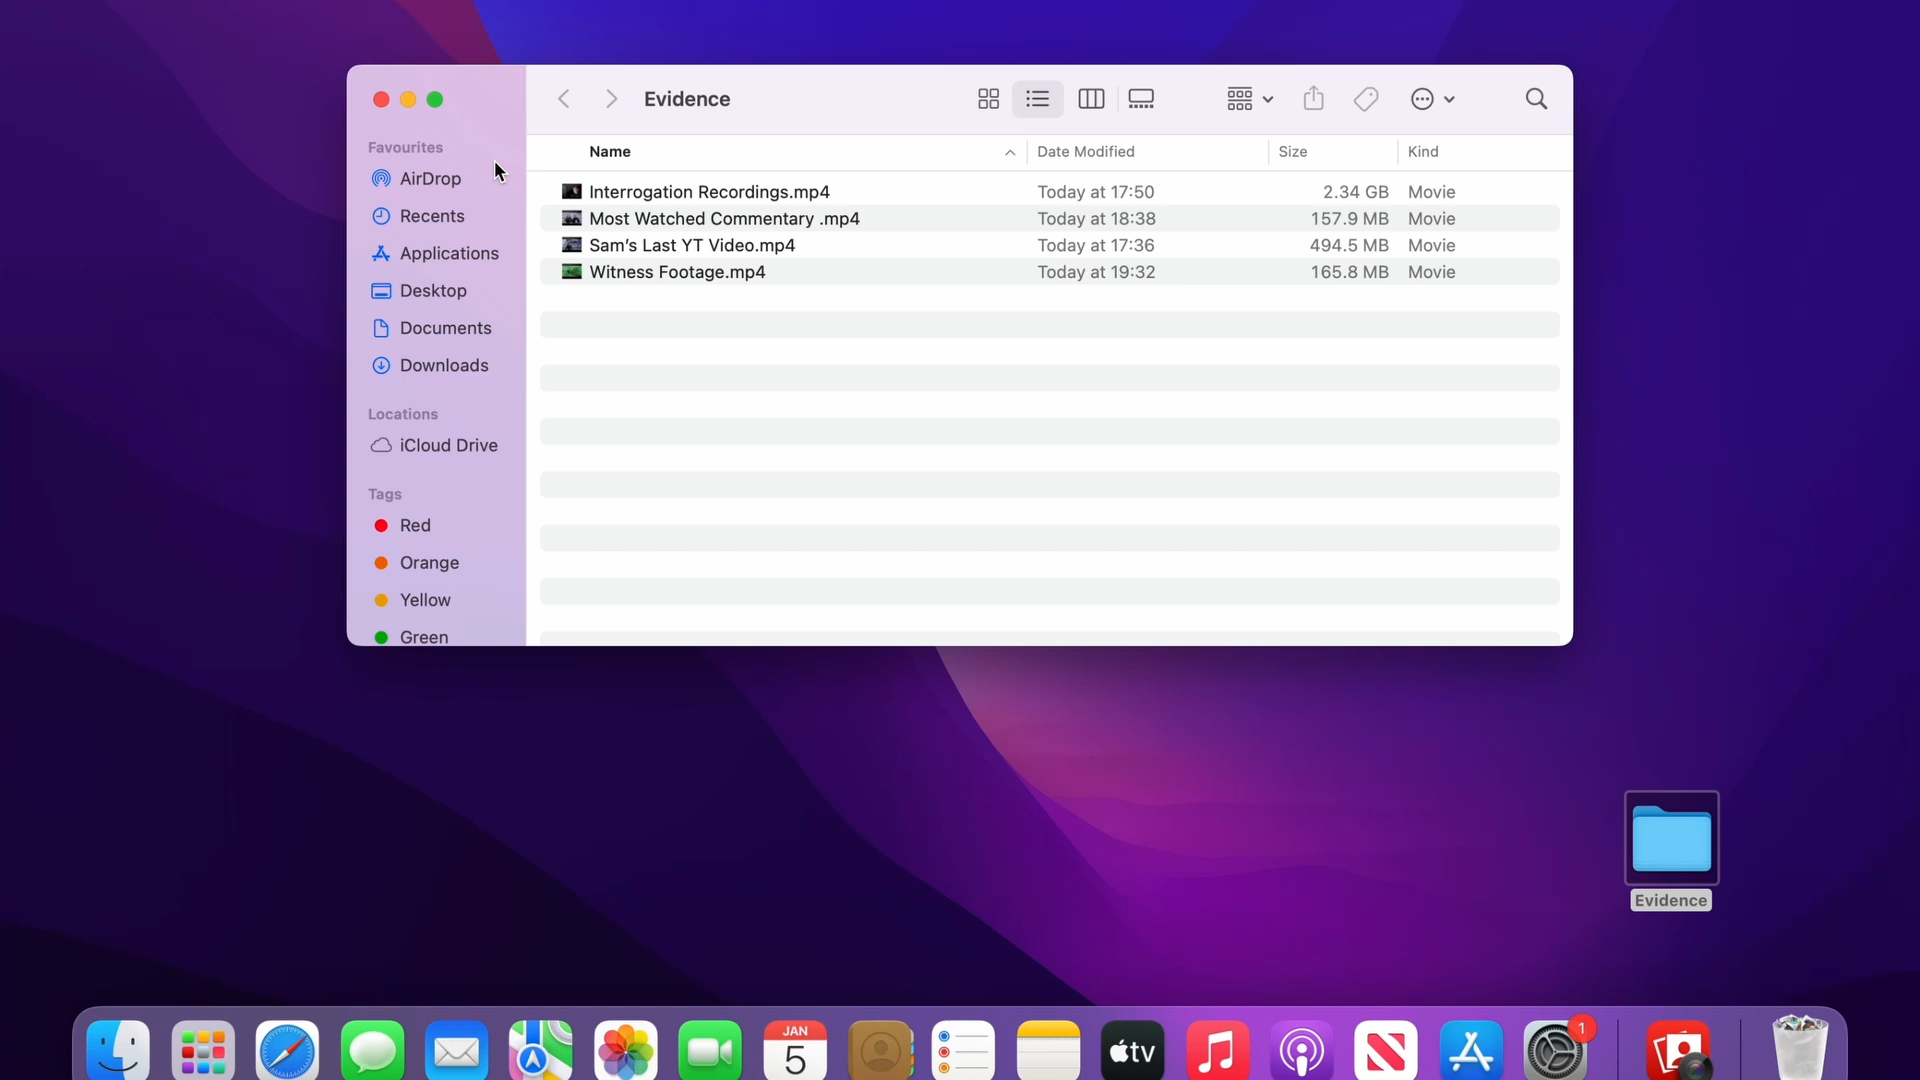 Evidence
Favourites
AirDrop
Recents
Applications
Desktop
Documents
Downloads
Locations
iCloud Drive
Tags
Red
Orange
Yellow
Green
Name Date Modified Size Kind
Interrogation Recordings.mp4 Today at 17:50 2.34 GB Movie
Most Watched Commentary .mp4 Today at 18:38 157.9 MB Movie
Sam's Last YT Video.mp4 Today at 17:36 494.5 MB Movie
Witness Footage.mp4 Today at 19:32 165.8 MB Movie
Evidence
JAN
5
tv
1